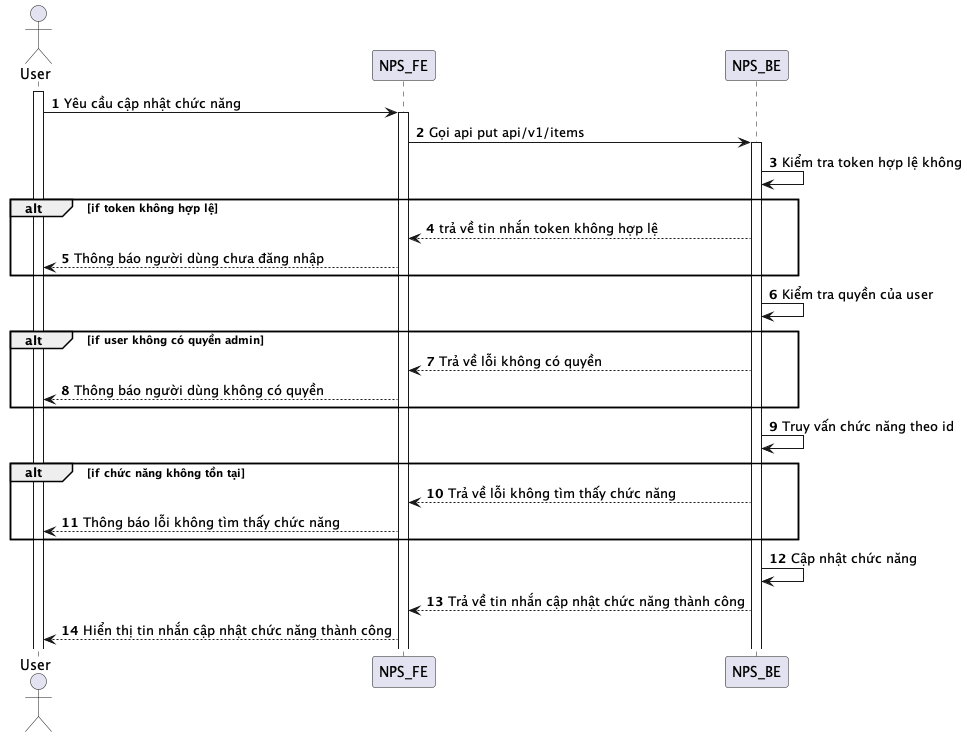 User
NPS_FE
NPS_BE
1 Yêu cầu cập nhật chức năng
2 Gọi api put api/v1/items
3 Kiểm tra token hợp lệ không
alt [if token không hợp lệ]
4 trả về tin nhắn token không hợp lệ
5 Thông báo người dùng chưa đăng nhập
6 Kiểm tra quyền của user
alt [if user không có quyền admin]
7 Trả về lỗi không có quyền
8 Thông báo người dùng không có quyền
9 Truy vấn chức năng theo id
alt [if chức năng không tồn tại]
10 Trả về lỗi không tìm thấy chức năng
11 Thông báo lỗi không tìm thấy chức năng
12 Cập nhật chức năng
13 Trả về tin nhắn cập nhật chức năng thành công
14 Hiển thị tin nhắn cập nhật chức năng thành công
User
NPS_FE
NPS_BE